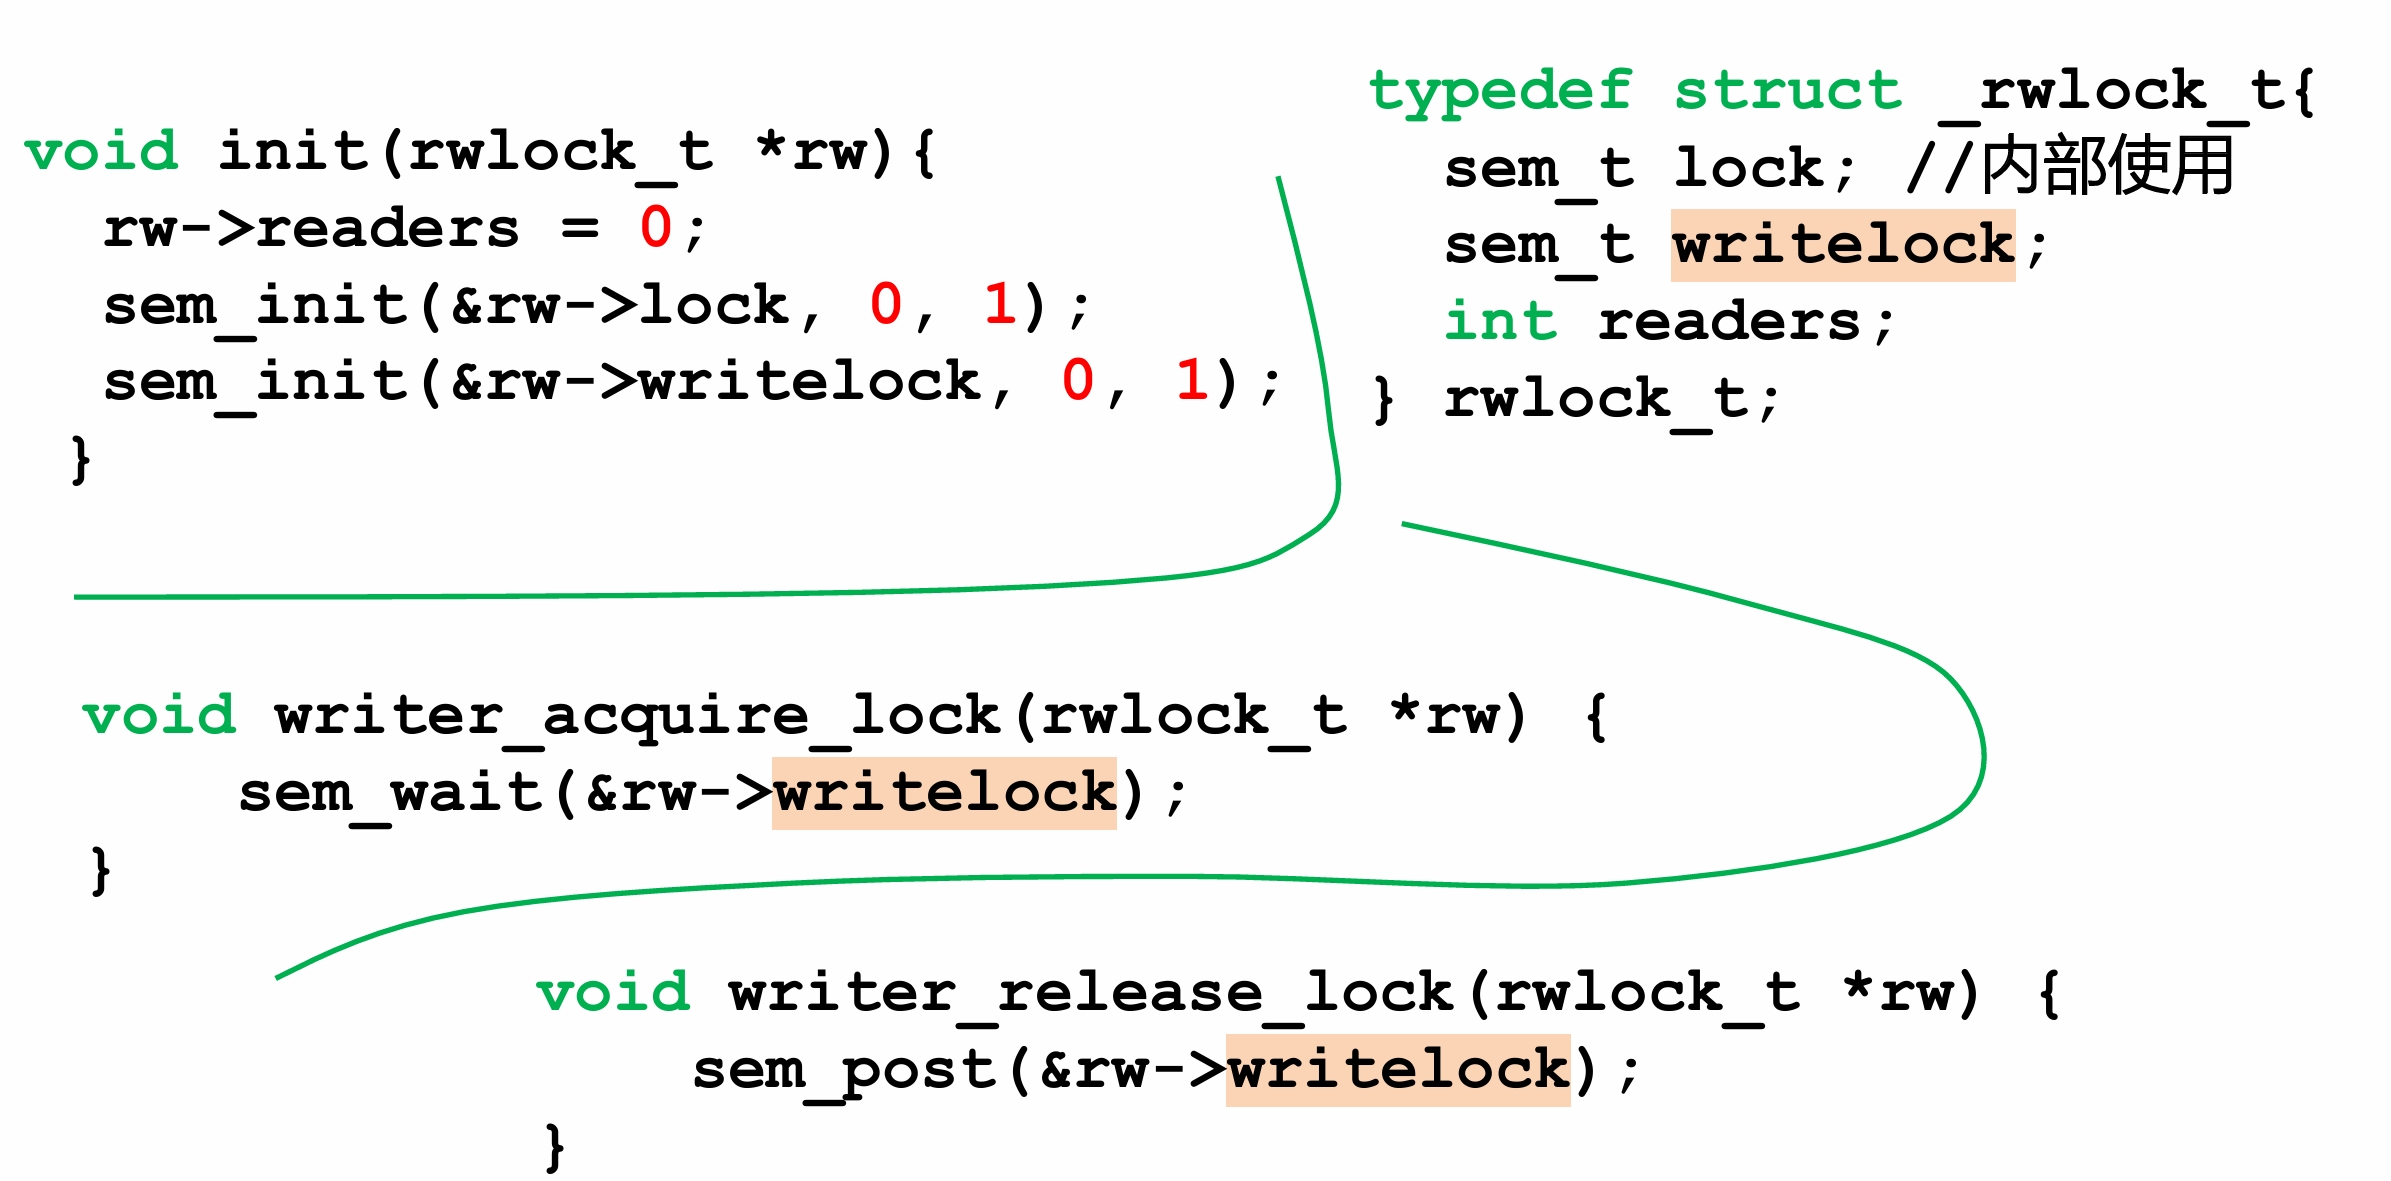 void init(rwlock_t *rw){
rw->readers = 0;
sem_init(&rw->lock, 0, 1);
sem_init(&rw->writelock, 0, 1);
}
typedef struct _rwlock_t{
sem_t lock; //内部使用
sem_t writelock;
int readers;
} rwlock_t;
void writer_acquire_lock(rwlock_t *rw) {
sem_wait(&rw->writelock);
}
void writer_release_lock(rwlock_t *rw) {
sem_post(&rw->writelock);
}